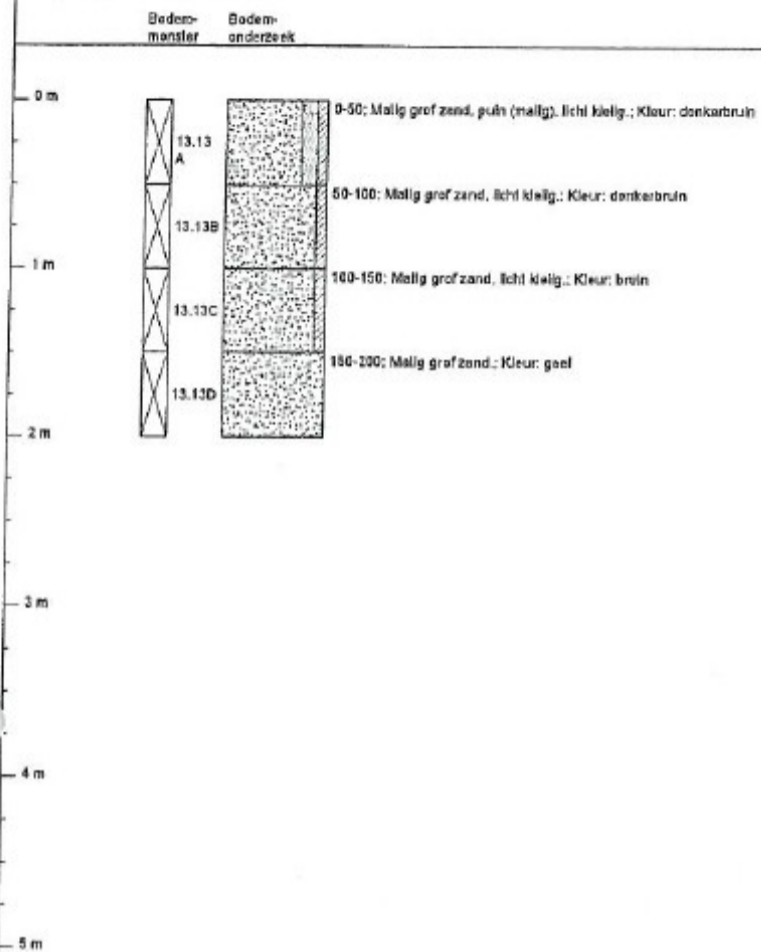 Bodem-
monster
Bodem-
onderzoek
0 m
0-50; Matig grof zand, puin (matig), licht kleiig.; Kleur: donkerbruin
13.13
A
50-100; Matig grof zand, licht kleiig.; Kleur: donkerbruin
13.13B
1 m
100-150; Matig grof zand, licht kleiig.; Kleur: bruin
13.13C
150-200; Matig grof zand.; Kleur: geel
13.13D
2 m
3 m
4 m
5 m